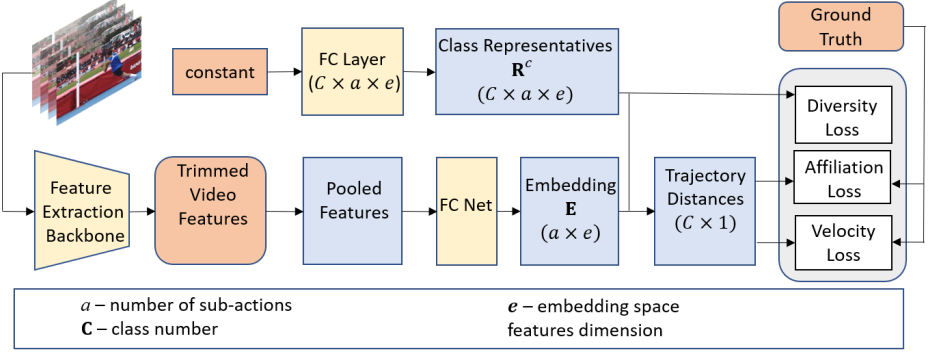 constant
FC Layer
(C × a × e)
Class Representatives
R^c
(C × a × e)
Ground
Truth
Diversity
Loss
Affiliation
Loss
Velocity
Loss
Feature
Extraction
Backbone
Trimmed
Video
Features
Pooled
Features
FC Net
Embedding
E
(a × e)
Trajectory
Distances
(C × 1)
a – number of sub-actions
C – class number
e – embedding space
features dimension